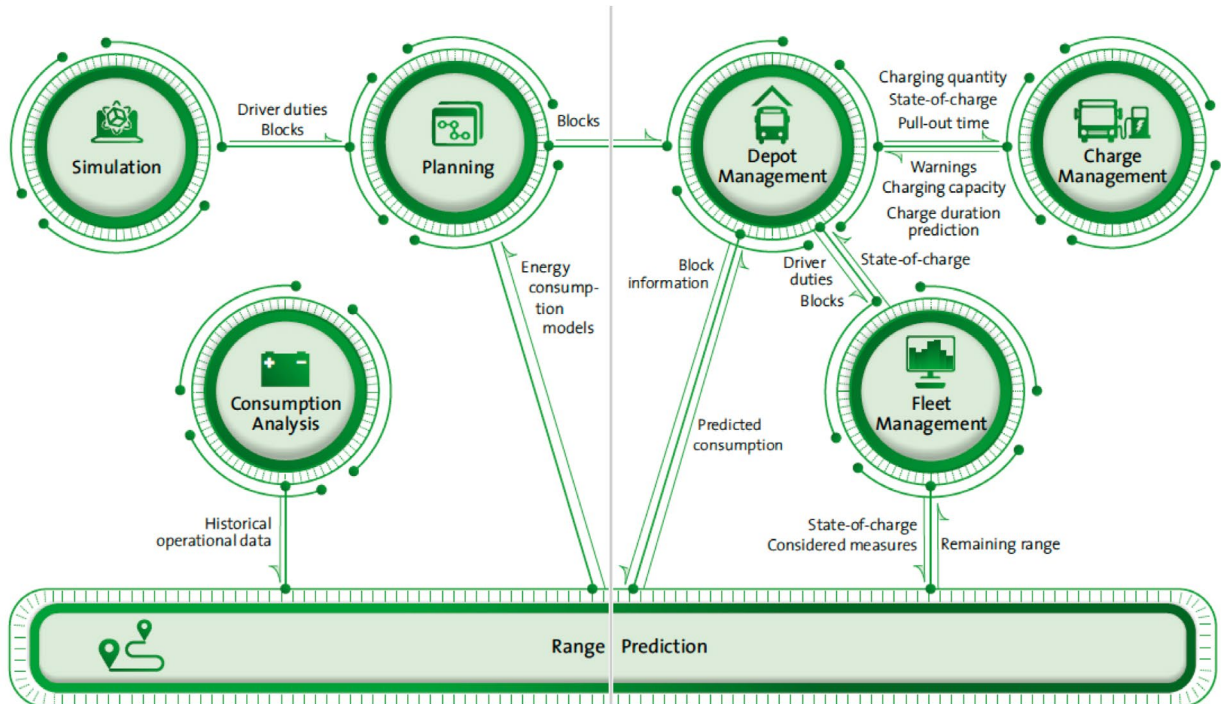 Simulation
Driver duties
Blocks
Planning
Blocks
Depot
Management
Charging quantity
State-of-charge
Pull-out time
Warnings
Charging capacity
Charge duration
prediction
Charge
Management
Energy
consump-
tion
models
Block
information
Driver
duties
Blocks
State-of-charge
Consumption
Analysis
Predicted
consumption
Fleet
Management
Historical
operational data
State-of-charge
Considered measures
Remaining range
Range Prediction